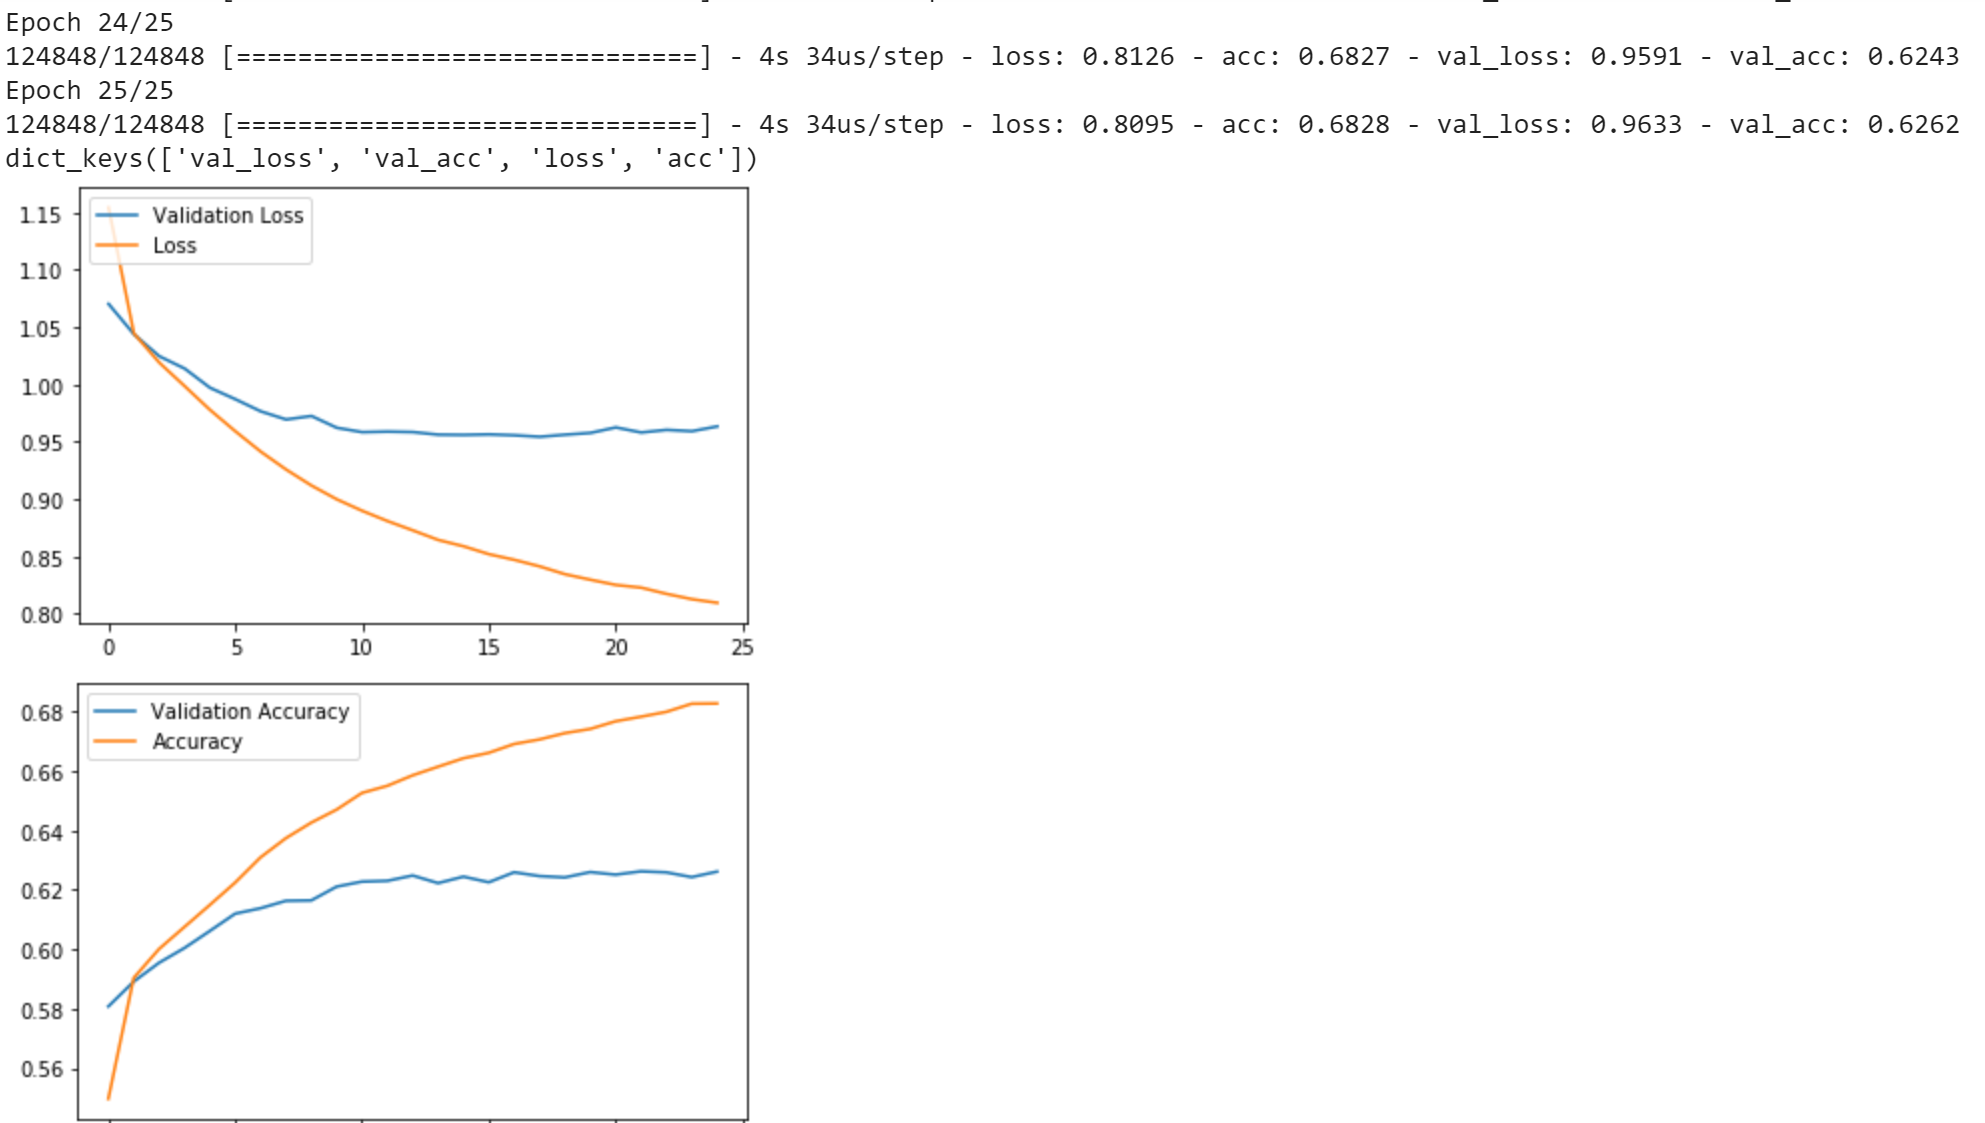 Epoch 24/25
124848/124848 [==============================] - 4s 34us/step - loss: 0.8126 - acc: 0.6827 - val_loss: 0.9591 - val_acc: 0.6243
Epoch 25/25
124848/124848 [==============================] - 4s 34us/step - loss: 0.8095 - acc: 0.6828 - val_loss: 0.9633 - val_acc: 0.6262
dict_keys(['val_loss', 'val_acc', 'loss', 'acc'])
Validation Loss
Loss
1.15
1.10
1.05
1.00
0.95
0.90
0.85
0.80
0 5 10 15 20 25
Validation Accuracy
Accuracy
0.68
0.66
0.64
0.62
0.60
0.58
0.56